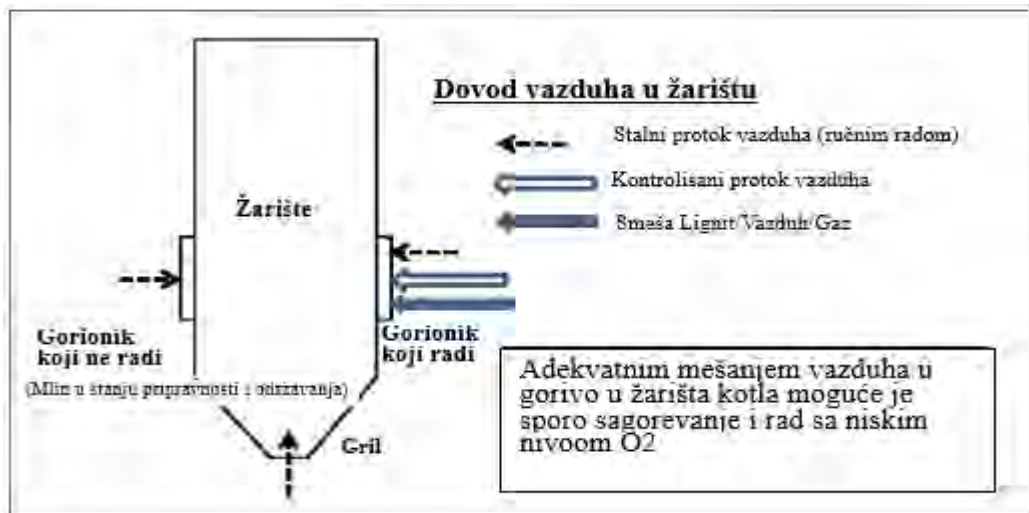 Dovod vazduha u žarištu
Stalni protok vazduha (ručnim radom)
Kontrolisani protok vazduha
Smeša Lignit/Vazduh/Gaz
Žarište
Gorionik
koji ne radi
(Mlin u stanju pripravnosti i održavanja)
Gorionik
koji radi
Gril
Adekvatnim mešanjem vazduha u
gorivo u žarišta kotla moguće je
sporo sagorevanje i rad sa niskim
nivoom O2